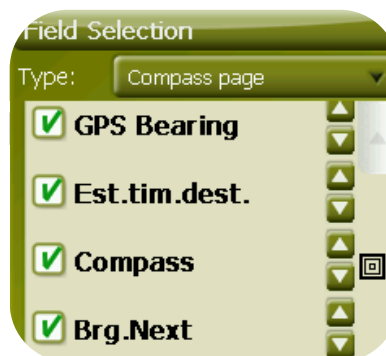 Field Selection
Type: Compass page
GPS Bearing
Est.tim.dest.
Compass
Brg.Next